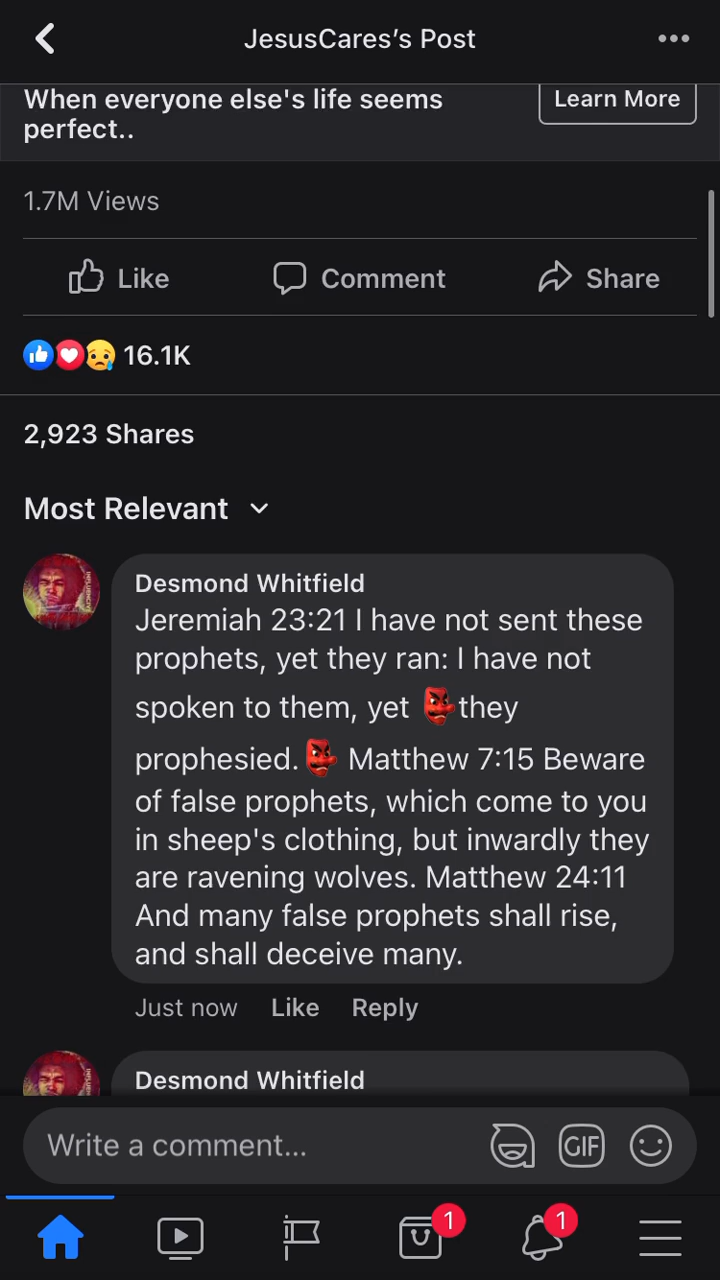 JesusCares's Post
When everyone else's life seems
perfect..
Learn More
1.7M Views
Like
Comment
Share
16.1K
2,923 Shares
Most Relevant
Desmond Whitfield
Jeremiah 23:21 I have not sent these
prophets, yet they ran: I have not
spoken to them, yet 👺they
prophesied.👺 Matthew 7:15 Beware
of false prophets, which come to you
in sheep's clothing, but inwardly they
are ravening wolves. Matthew 24:11
And many false prophets shall rise,
and shall deceive many.
Just now Like Reply
Desmond Whitfield
Write a comment...
GIF
1
1